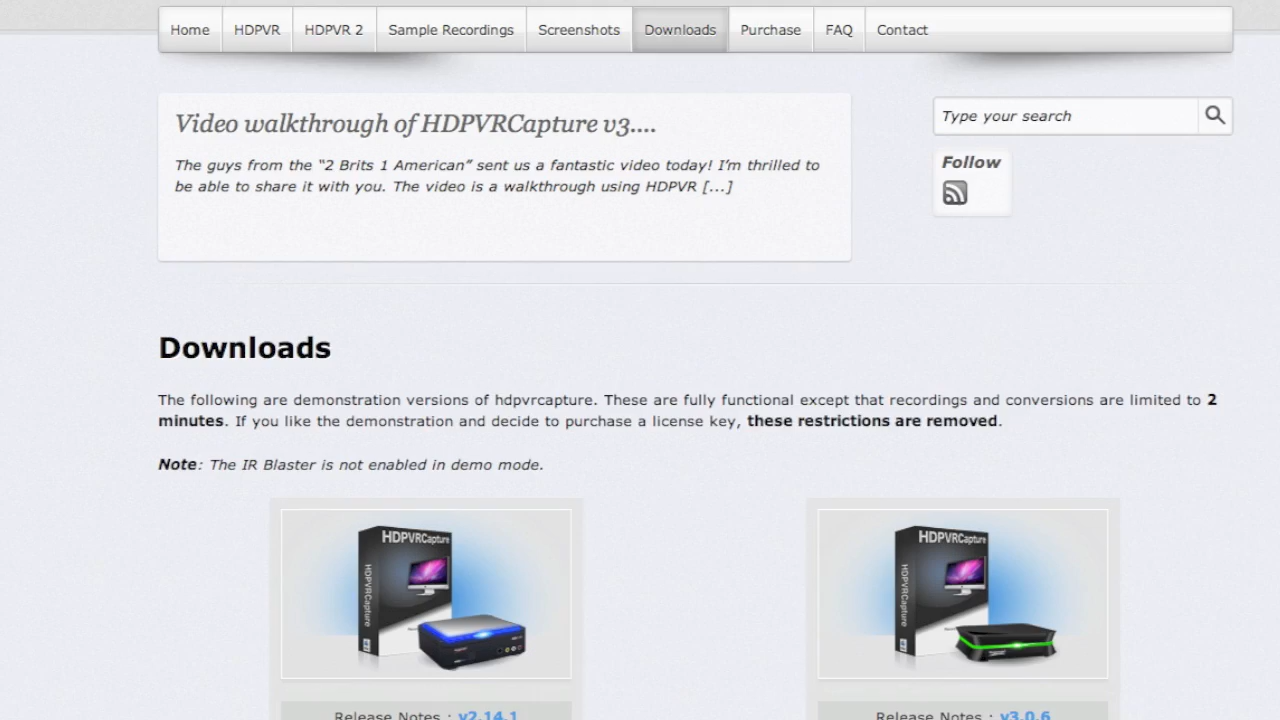 Home HDPVR HDPVR 2 Sample Recordings Screenshots Downloads Purchase FAQ Contact
Video walkthrough of HDPVRCapture v3....
The guys from the “2 Brits 1 American” sent us a fantastic video today! I’m thrilled to
be able to share it with you. The video is a walkthrough using HDPVR [...]
Type your search
Follow
Downloads
The following are demonstration versions of hdpvrcapture. These are fully functional except that recordings and conversions are limited to 2
minutes. If you like the demonstration and decide to purchase a license key, these restrictions are removed.
Note: The IR Blaster is not enabled in demo mode.
HDPVRCapture
HDPVRCapture
HDPVRCapture
HDPVRCapture
Release Notes : v2.14.1
Release Notes : v3.0.6